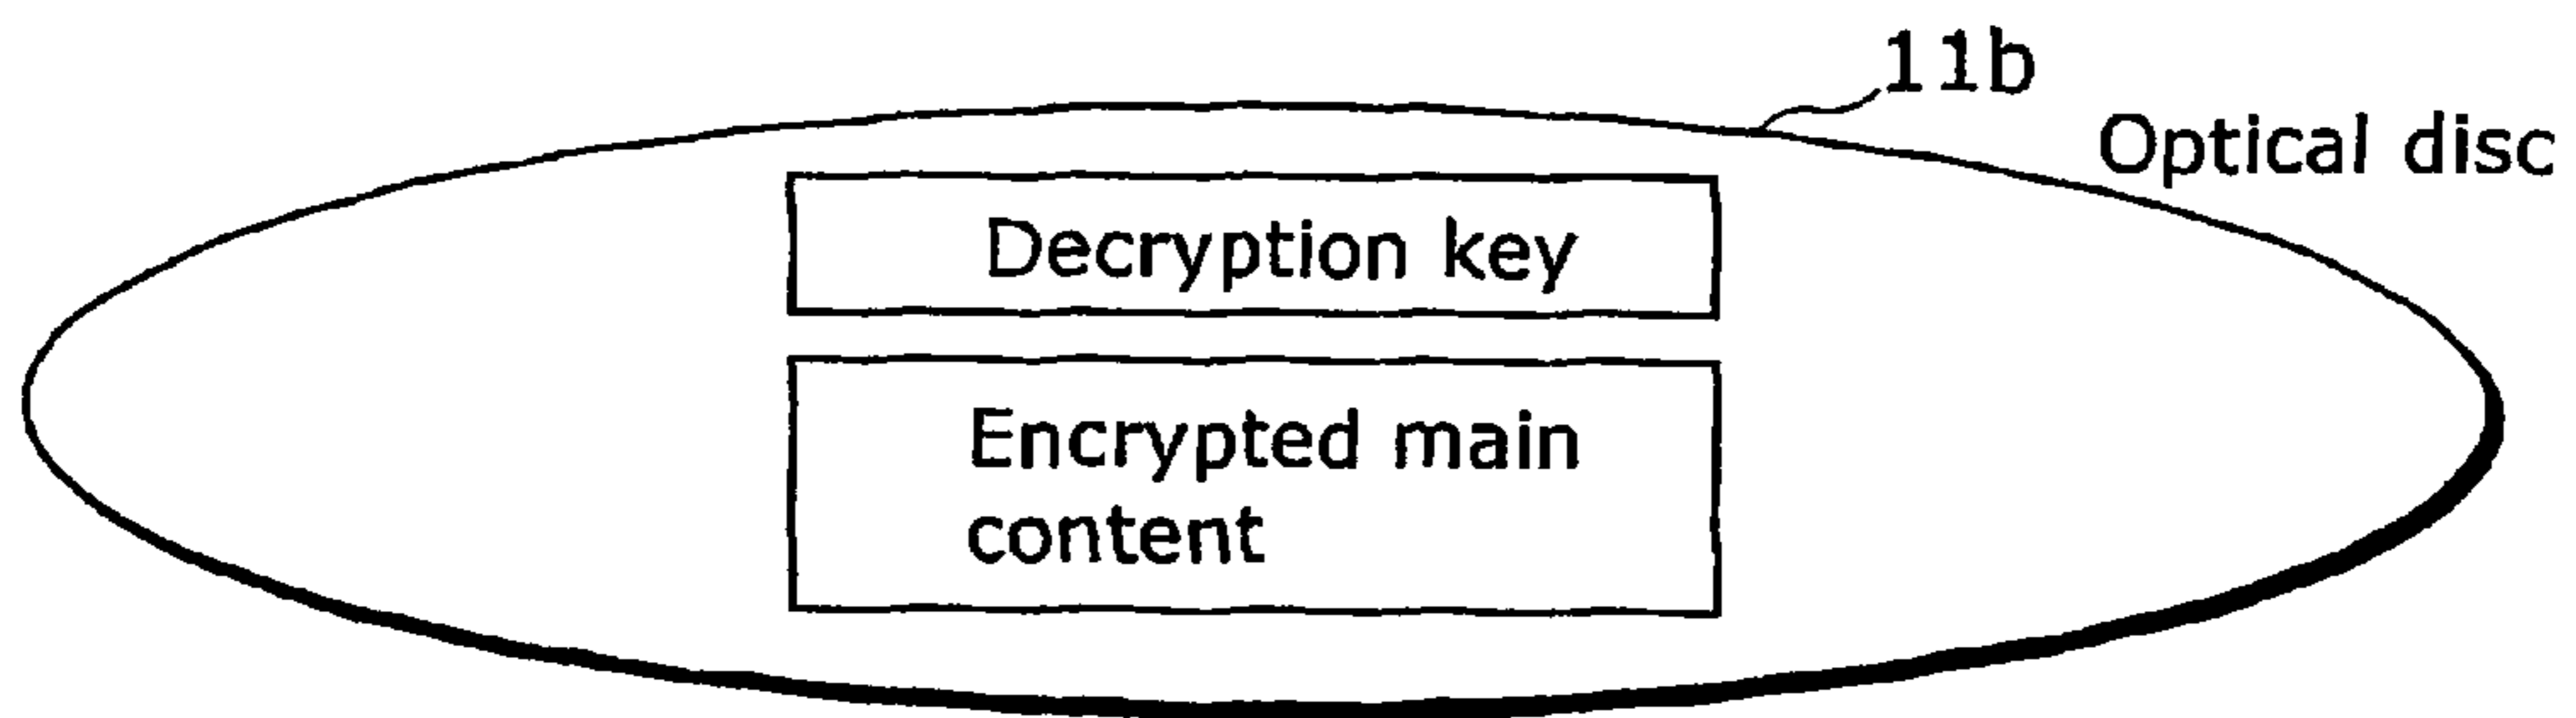 11b
Optical disc
Decryption key
Encrypted main
content